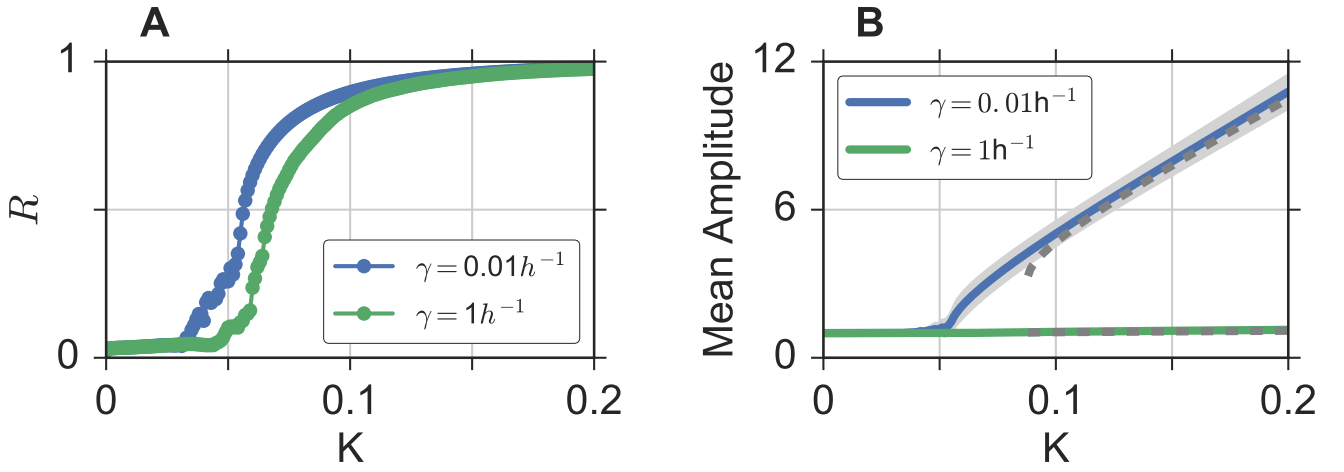 A
B
1
0
R
γ = 0.01h⁻¹
γ = 1h⁻¹
0
0.1
0.2
K
12
6
0
Mean Amplitude
γ = 0.01h⁻¹
γ = 1h⁻¹
0
0.1
0.2
K